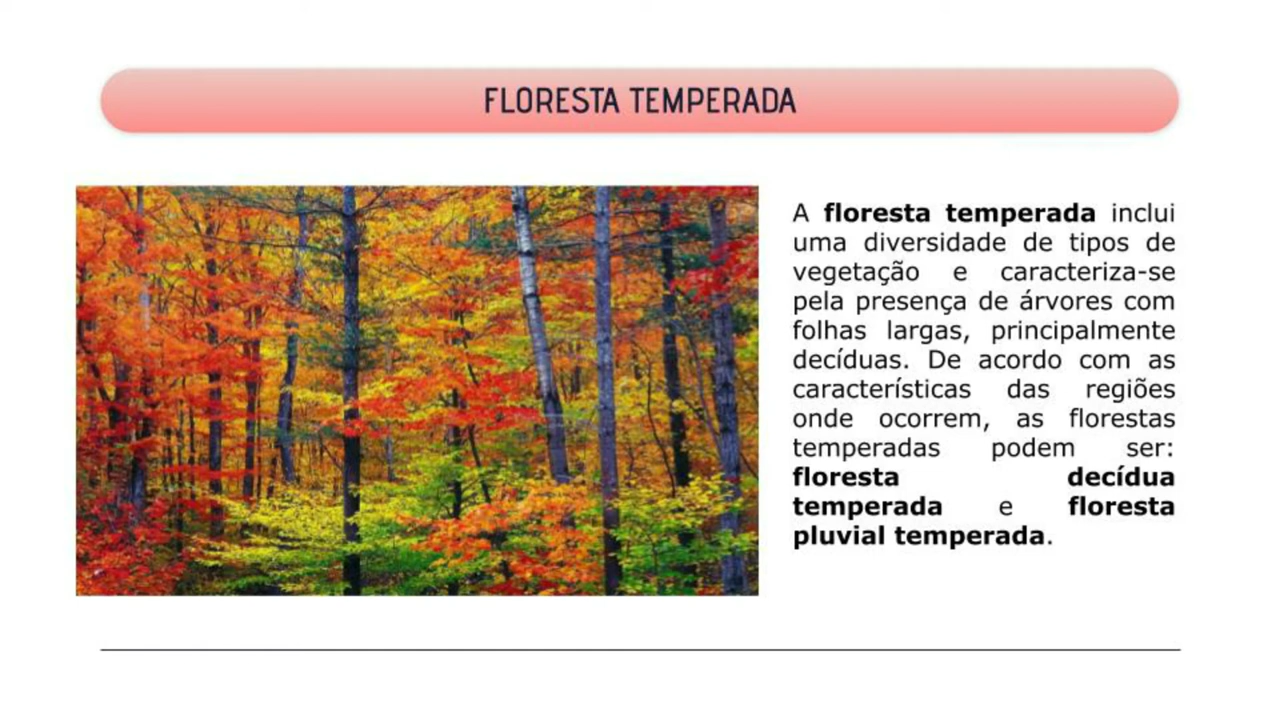 FLORESTA TEMPERADA
A floresta temperada inclui
uma diversidade de tipos de
vegetação e caracteriza-se
pela presença de árvores com
folhas largas, principalmente
decíduas. De acordo com as
características das regiões
onde ocorrem, as florestas
temperadas podem ser:
floresta decídua
temperada e floresta
pluvial temperada.